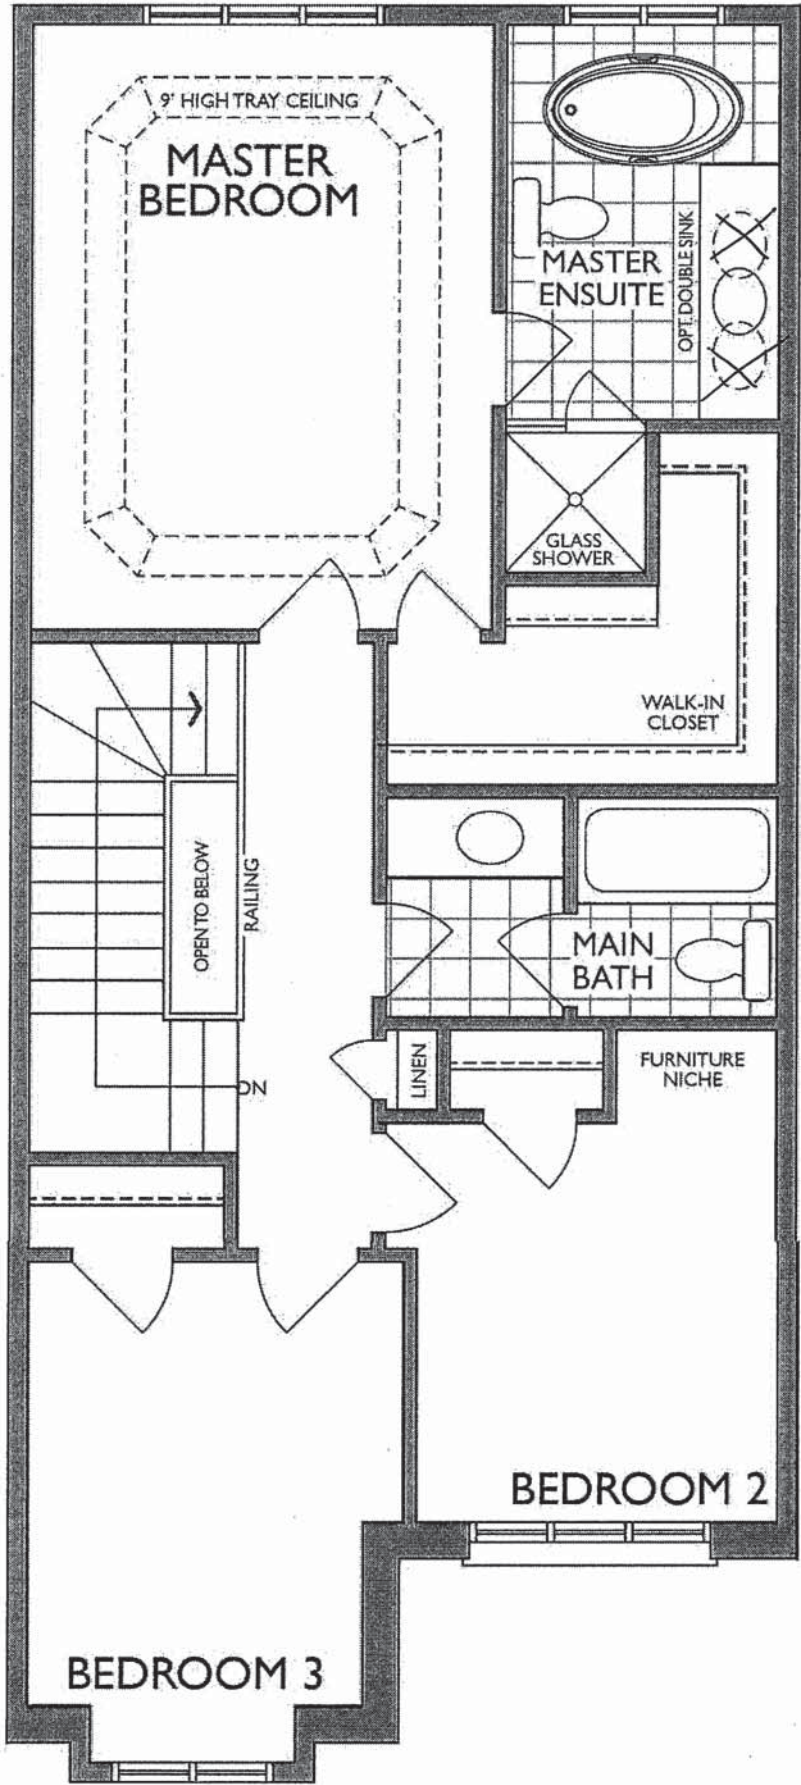 9' HIGH TRAY CEILING
MASTER
BEDROOM
MASTER
ENSUITE
OPT. DOUBLE SINK
GLASS
SHOWER
WALK-IN
CLOSET
OPEN TO BELOW
RAILING
MAIN
BATH
LINEN
FURNITURE
NICHE
DN
BEDROOM 2
BEDROOM 3